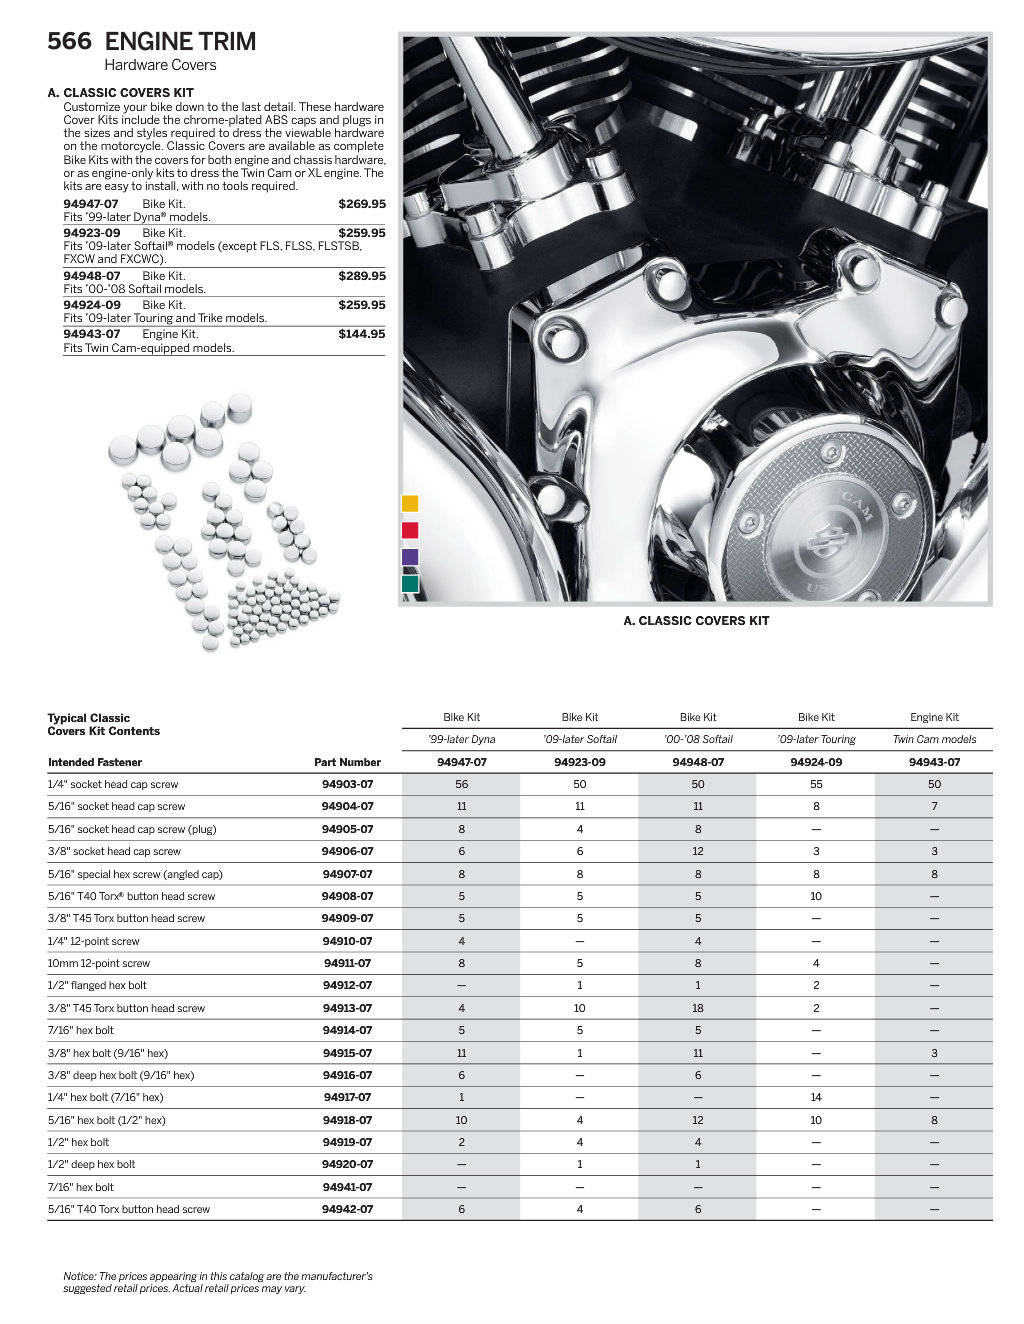 566 ENGINE TRIM
Hardware Covers
A. CLASSIC COVERS KIT
Customize your bike down to the last detail. These hardware
Cover Kits include the chrome-plated ABS caps and plugs in
the sizes and styles required to dress the viewable hardware
on the motorcycle. Classic Covers are available as complete
Bike Kits with the covers for both engine and chassis hardware,
or as engine-only kits to dress the Twin Cam or XL engine. The
kits are easy to install, with no tools required.
94947-07 Bike Kit. $269.95
Fits ’99-later Dyna® models.
94923-09 Bike Kit. $259.95
Fits ’09-later Softail® models (except FLS, FLSS, FLSTSB,
FXCW and FXCWC).
94948-07 Bike Kit. $289.95
Fits ’00-’08 Softail models.
94924-09 Bike Kit. $259.95
Fits ’09-later Touring and Trike models.
94943-07 Engine Kit. $144.95
Fits Twin Cam-equipped models.
CAM
A. CLASSIC COVERS KIT
Typical Classic
Covers Kit Contents
Bike Kit Bike Kit Bike Kit Bike Kit Engine Kit
’99-later Dyna ’09-later Softail ’00-’08 Softail ’09-later Touring Twin Cam models
Intended Fastener Part Number 94947-07 94923-09 94948-07 94924-09 94943-07
1/4" socket head cap screw 94903-07 56 50 50 55 50
5/16" socket head cap screw 94904-07 11 11 11 8 7
5/16" socket head cap screw (plug) 94905-07 8 4 8 — —
3/8" socket head cap screw 94906-07 6 6 12 3 3
5/16" special hex screw (angled cap) 94907-07 8 8 8 8 8
5/16" T40 Torx® button head screw 94908-07 5 5 5 10 —
3/8" T45 Torx button head screw 94909-07 5 5 5 — —
1/4" 12-point screw 94910-07 4 — 4 — —
10mm 12-point screw 94911-07 8 5 8 4 —
1/2" flanged hex bolt 94912-07 — 1 1 2 —
3/8" T45 Torx button head screw 94913-07 4 10 18 2 —
7/16" hex bolt 94914-07 5 5 5 — —
3/8" hex bolt (9/16" hex) 94915-07 11 1 11 — 3
3/8" deep hex bolt (9/16" hex) 94916-07 6 — 6 — —
1/4" hex bolt (7/16" hex) 94917-07 1 — — 14 —
5/16" hex bolt (1/2" hex) 94918-07 10 4 12 10 8
1/2" hex bolt 94919-07 2 4 4 — —
1/2" deep hex bolt 94920-07 — 1 1 — —
7/16" hex bolt 94941-07 — — — — —
5/16" T40 Torx button head screw 94942-07 6 4 6 — —
Notice: The prices appearing in this catalog are the manufacturer’s
suggested retail prices. Actual retail prices may vary.